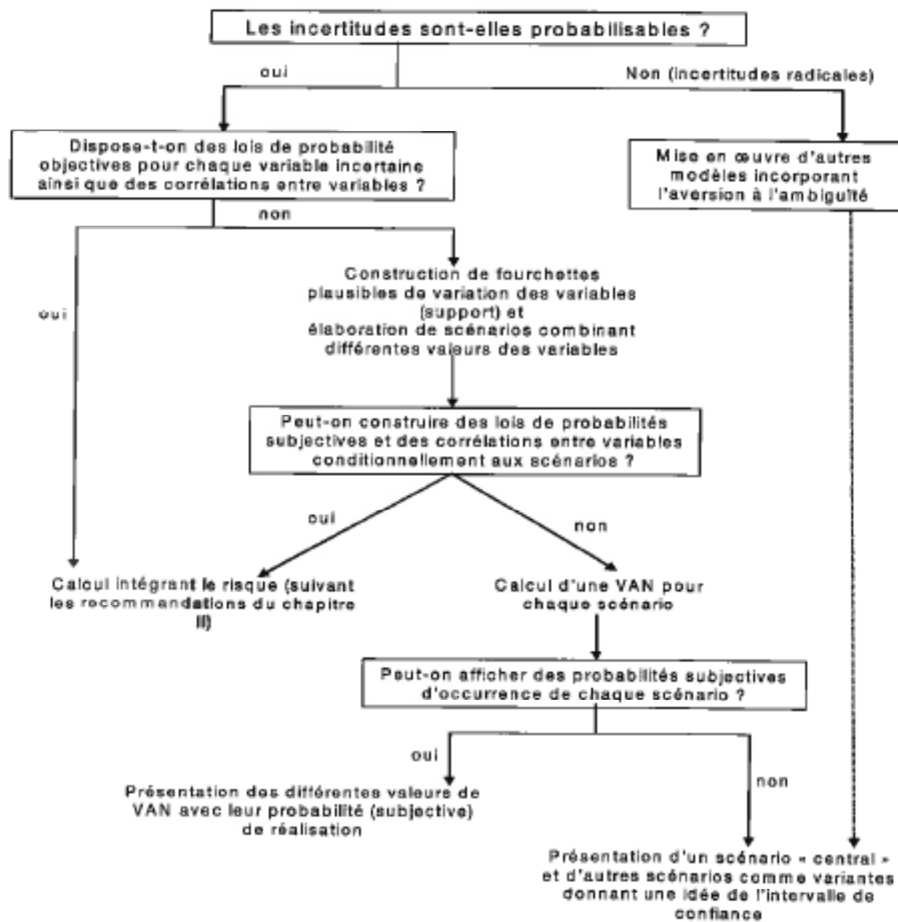 Les incertitudes sont-elles probabilisables ?
oui
Non (incertitudes radicales)
Dispose-t-on des lois de probabilité
objectives pour chaque variable incertaine
ainsi que des corrélations entre variables ?
Mise en œuvre d'autres
modèles incorporant
l'aversion à l'ambiguïté
non
oui
Construction de fourchettes
plausibles de variation des variables
(support) et
élaboration de scénarios combinant
différentes valeurs des variables
Peut-on construire des lois de probabilités
subjectives et des corrélations entre variables
conditionnellement aux scénarios ?
oui
non
Calcul intégrant le risque (suivant
les recommandations du chapitre
II)
Calcul d'une VAN pour
chaque scénario
Peut-on afficher des probabilités subjectives
d'occurrence de chaque scénario ?
oui
non
Présentation des différentes valeurs de
VAN avec leur probabilité (subjective)
de réalisation
Présentation d'un scénario « central »
et d'autres scénarios comme variantes
donnant une idée de l'intervalle de
confiance